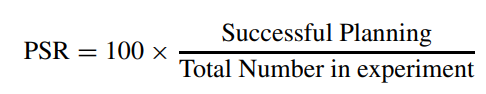 PSR = 100 × Successful Planning / Total Number in experiment